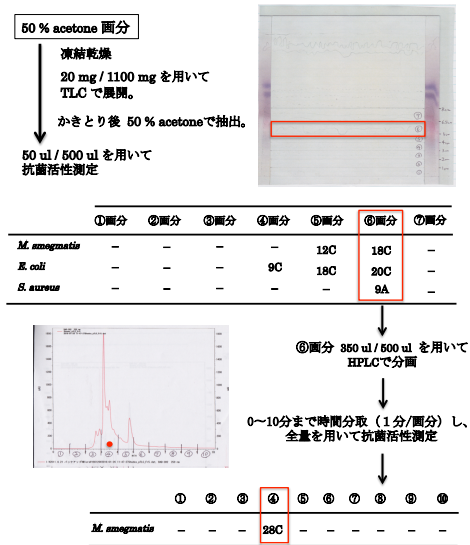 50 % acetone 画分
凍結乾燥
20 mg / 1100 mg を用いて
TLC で展開。
かきとり後 50 % acetoneで抽出。
50 ul / 500 ul を用いて
抗菌活性測定
①画分 ②画分 ③画分 ④画分 ⑤画分 ⑥画分 ⑦画分
M. smegmatis – – – – 12C 18C –
E. coli – – – 9C 18C 20C –
S. aureus – – – – – 9A –
⑥画分 350 ul / 500 ul を用いて
HPLCで分画
0〜10分まで時間分取（１分/画分）し、
全量を用いて抗菌活性測定
① ② ③ ④ ⑤ ⑥ ⑦ ⑧ ⑨ ⑩
M. smegmatis – – – 28C – – – – – –